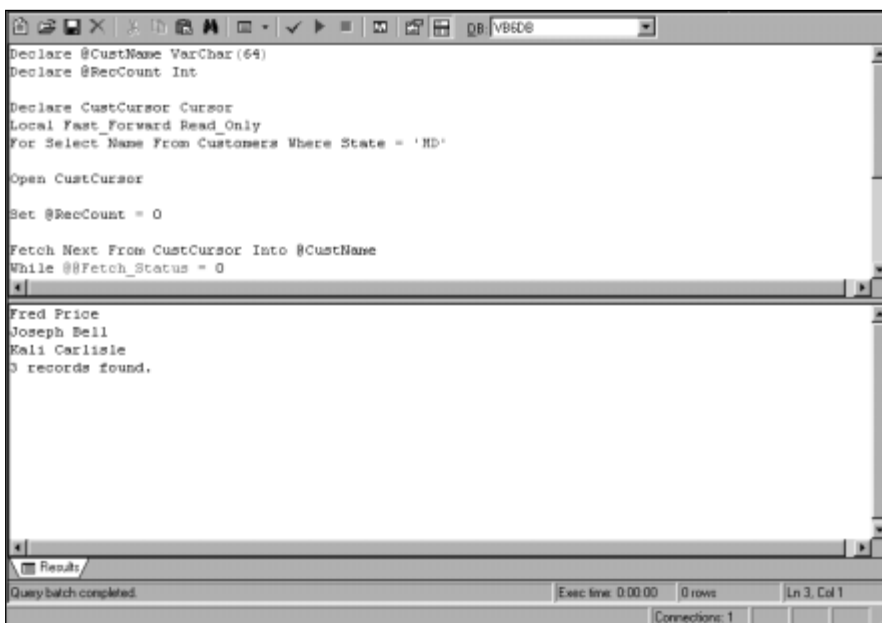 DB: VB6DB
Declare @CustName VarChar(64)
Declare @RecCount Int
Declare CustCursor Cursor
Local Fast_Forward Read_Only
For Select Name From Customers Where State = 'MD'
Open CustCursor
Set @RecCount = 0
Fetch Next From CustCursor Into @CustName
While @@Fetch_Status = 0
Fred Price
Joseph Bell
Kali Carlisle
3 records found.
Results
Query batch completed.
Exec time: 0:00:00
0 rows
Ln 3, Col 1
Connections: 1